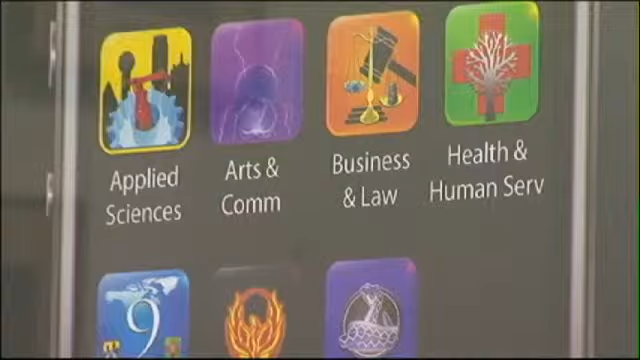 Applied
Sciences
Arts &
Comm
Business
& Law
Health &
Human Serv
9